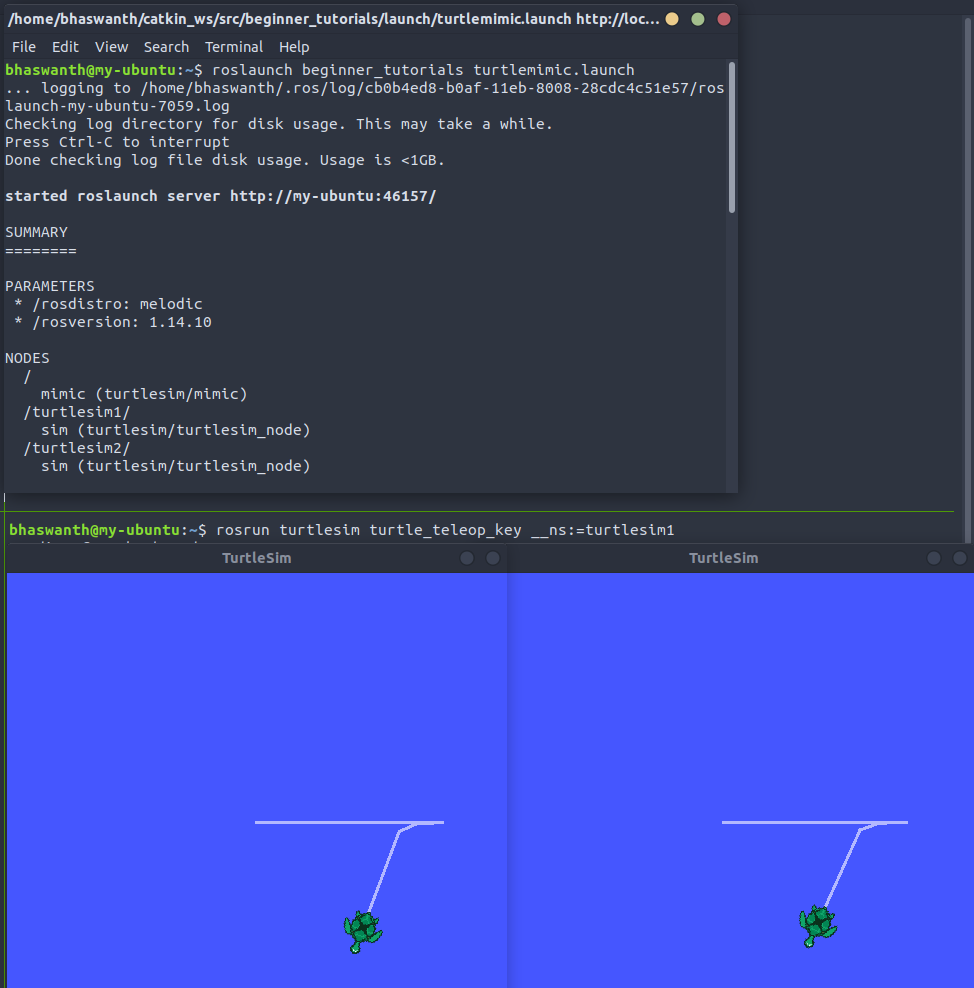 /home/bhaswanth/catkin_ws/src/beginner_tutorials/launch/turtlemimic.launch http://loc...
File Edit View Search Terminal Help
bhaswanth@my-ubuntu:~$ roslaunch beginner_tutorials turtlemimic.launch
... logging to /home/bhaswanth/.ros/log/cb0b4ed8-b0af-11eb-8008-28cdc4c51e57/ros
launch-my-ubuntu-7059.log
Checking log directory for disk usage. This may take a while.
Press Ctrl-C to interrupt
Done checking log file disk usage. Usage is <1GB.
started roslaunch server http://my-ubuntu:46157/
SUMMARY
========
PARAMETERS
* /rosdistro: melodic
* /rosversion: 1.14.10
NODES
/
mimic (turtlesim/mimic)
/turtlesim1/
sim (turtlesim/turtlesim_node)
/turtlesim2/
sim (turtlesim/turtlesim_node)
bhaswanth@my-ubuntu:~$ rosrun turtlesim turtle_teleop_key __ns:=turtlesim1
TurtleSim
TurtleSim